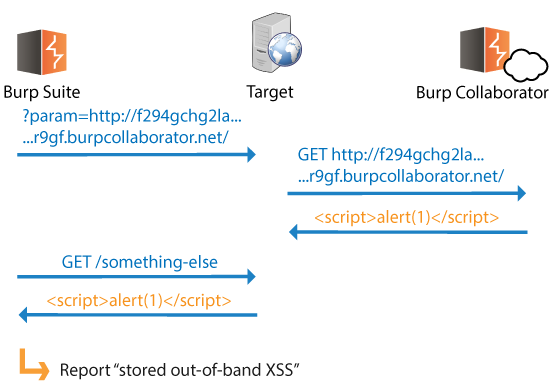 Burp Suite
Target
Burp Collaborator
?param=http://f294gchg2la...
...r9gf.burpcollaborator.net/
GET http://f294gchg2la...
...r9gf.burpcollaborator.net/
<script>alert(1)</script>
GET /something-else
<script>alert(1)</script>
Report “stored out-of-band XSS”